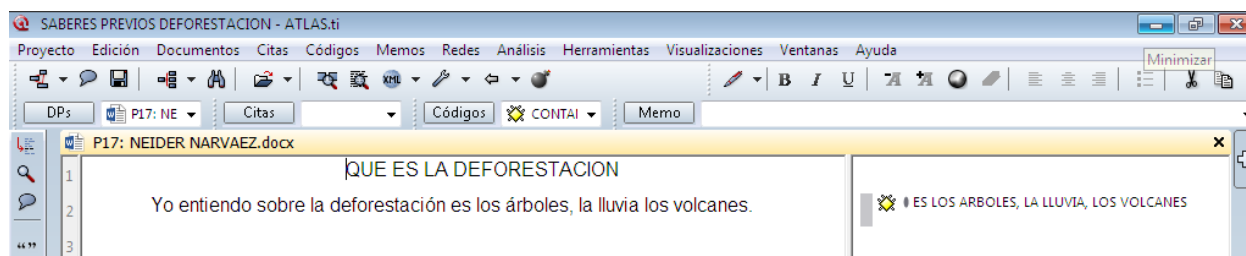 SABERES PREVIOS DEFORESTACION - ATLAS.ti
Proyecto Edición Documentos Citas Códigos Memos Redes Análisis Herramientas Visualizaciones Ventanas Ayuda
Minimizar
XML B I U A A
DPs P17: NE Citas Códigos CONTAI Memo
P17: NEIDER NARVAEZ.docx
1 QUE ES LA DEFORESTACION
2 Yo entiendo sobre la deforestación es los árboles, la lluvia los volcanes. ES LOS ARBOLES, LA LLUVIA, LOS VOLCANES
3